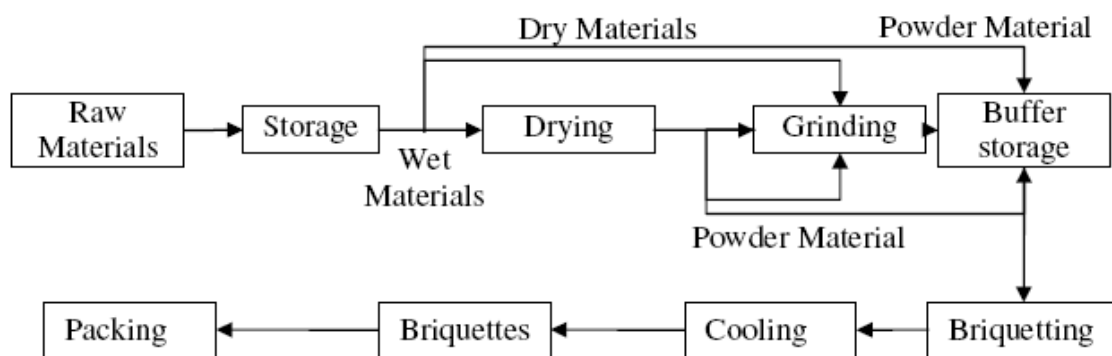 Dry Materials
Powder Material
Raw
Materials
Storage
Drying
Grinding
Buffer
storage
Wet
Materials
Powder Material
Packing
Briquettes
Cooling
Briquetting